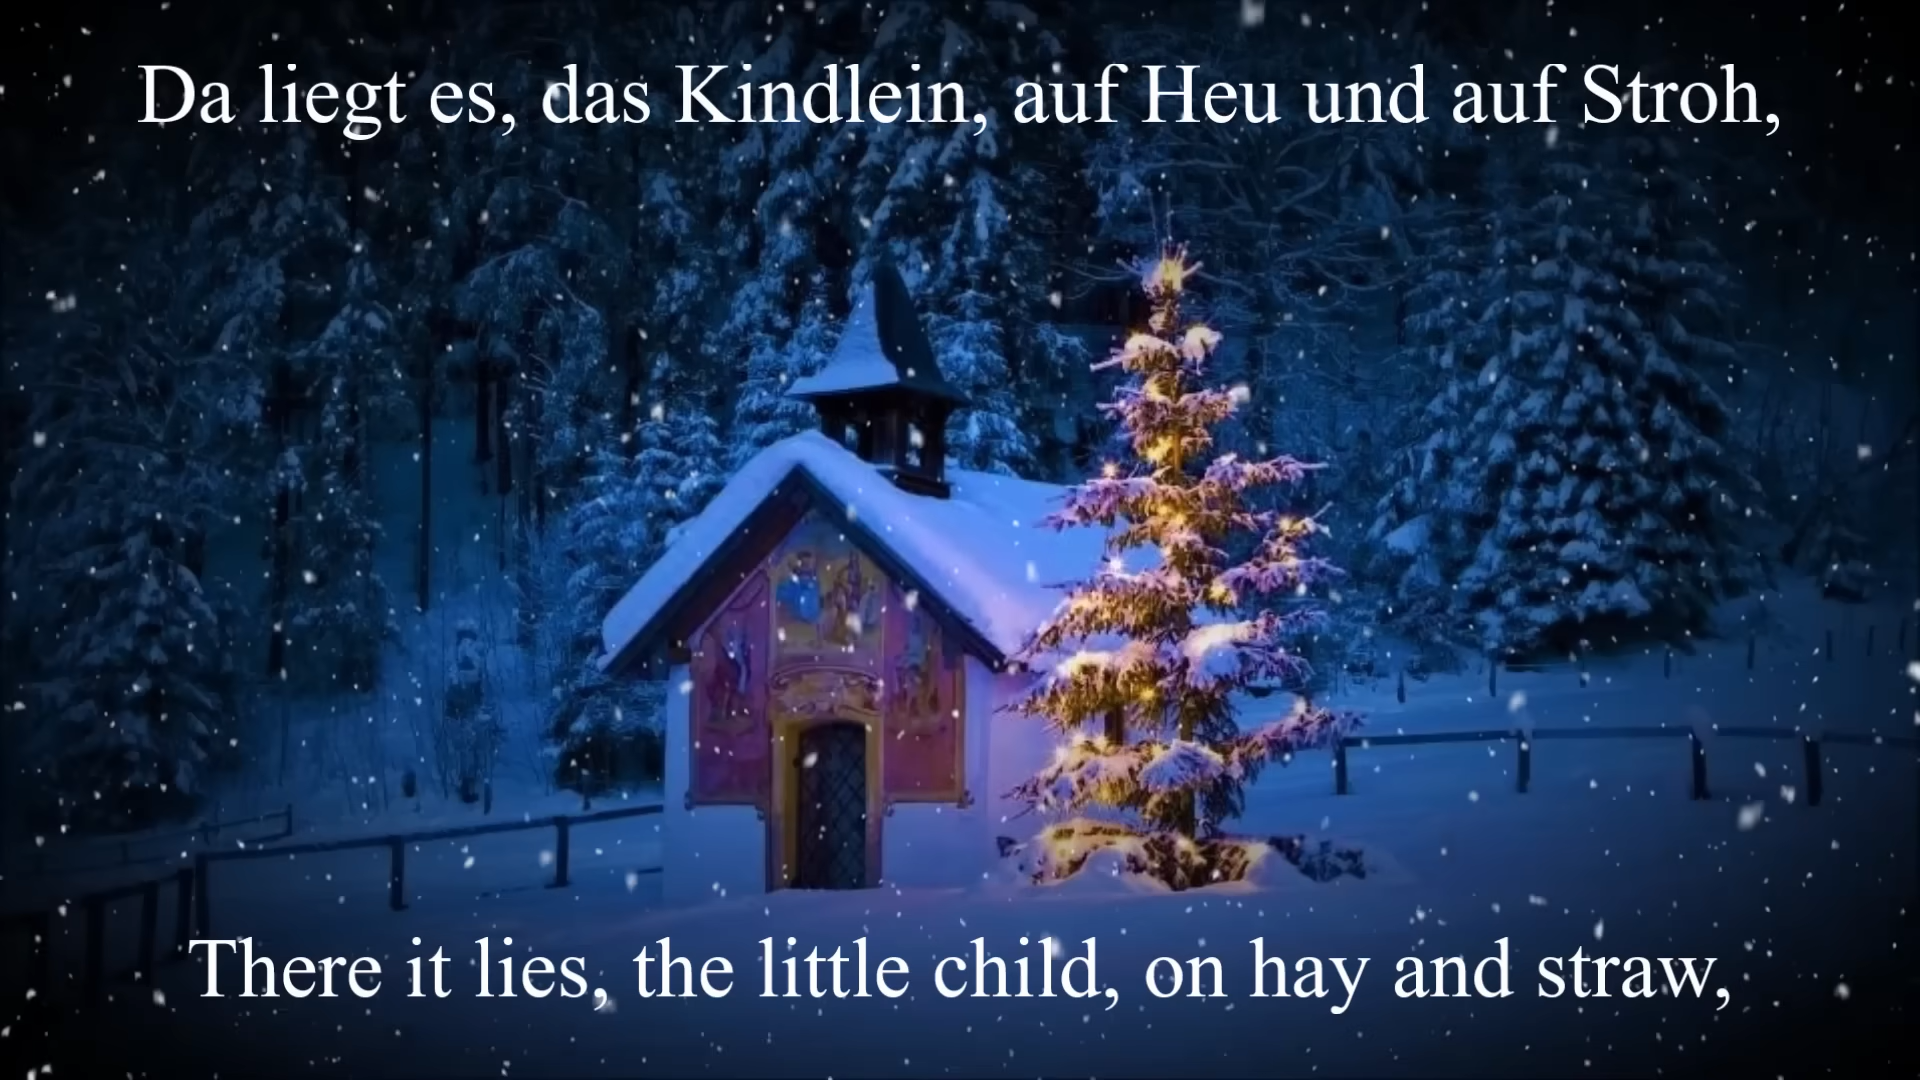 Da liegt es, das Kindlein, auf Heu und auf Stroh,
There it lies, the little child, on hay and straw,